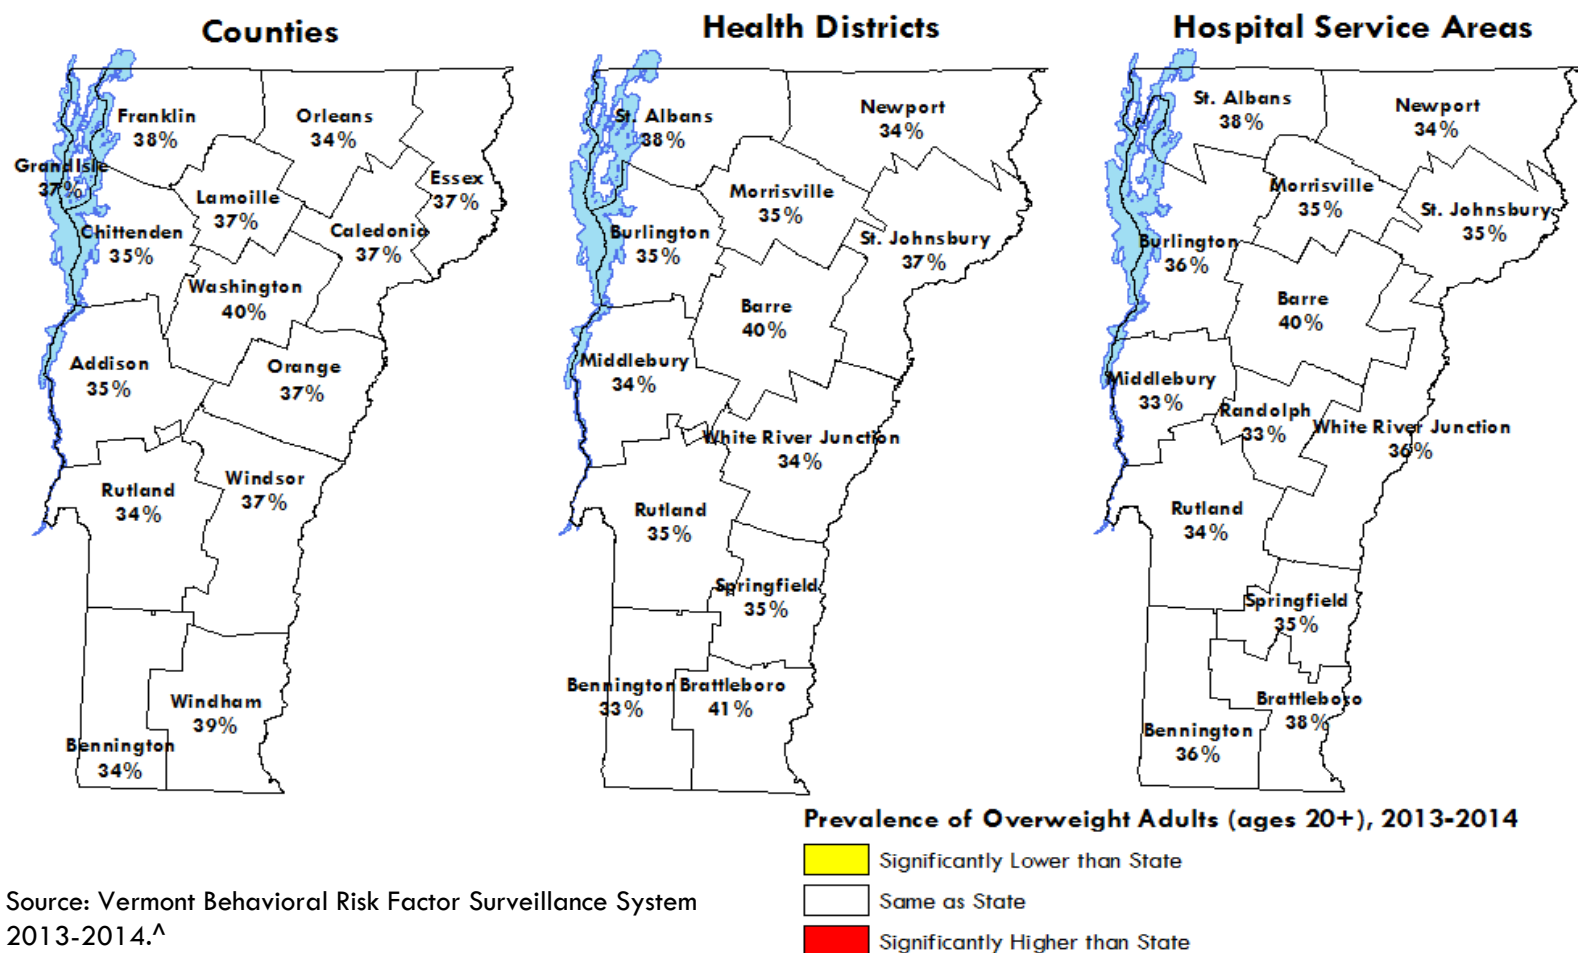 Counties
Franklin
38%
Orleans
34%
Grand Isle
37%
Essex
37%
Lamoille
37%
Chittenden
35%
Caledonia
37%
Washington
40%
Addison
35%
Orange
37%
Windsor
37%
Rutland
34%
Windham
39%
Bennington
34%
Health Districts
St. Albans
38%
Newport
34%
Morrisville
35%
Burlington
35%
St. Johnsbury
37%
Barre
40%
Middlebury
34%
White River Junction
34%
Rutland
35%
Springfield
35%
Bennington
33%
Brattleboro
41%
Hospital Service Areas
St. Albans
38%
Newport
34%
Morrisville
35%
St. Johnsbury
35%
Burlington
36%
Barre
40%
Middlebury
33%
Randolph
33%
White River Junction
36%
Rutland
34%
Springfield
35%
Brattleboro
38%
Bennington
36%
Prevalence of Overweight Adults (ages 20+), 2013-2014
Significantly Lower than State
Same as State
Significantly Higher than State
Source: Vermont Behavioral Risk Factor Surveillance System
2013-2014.^